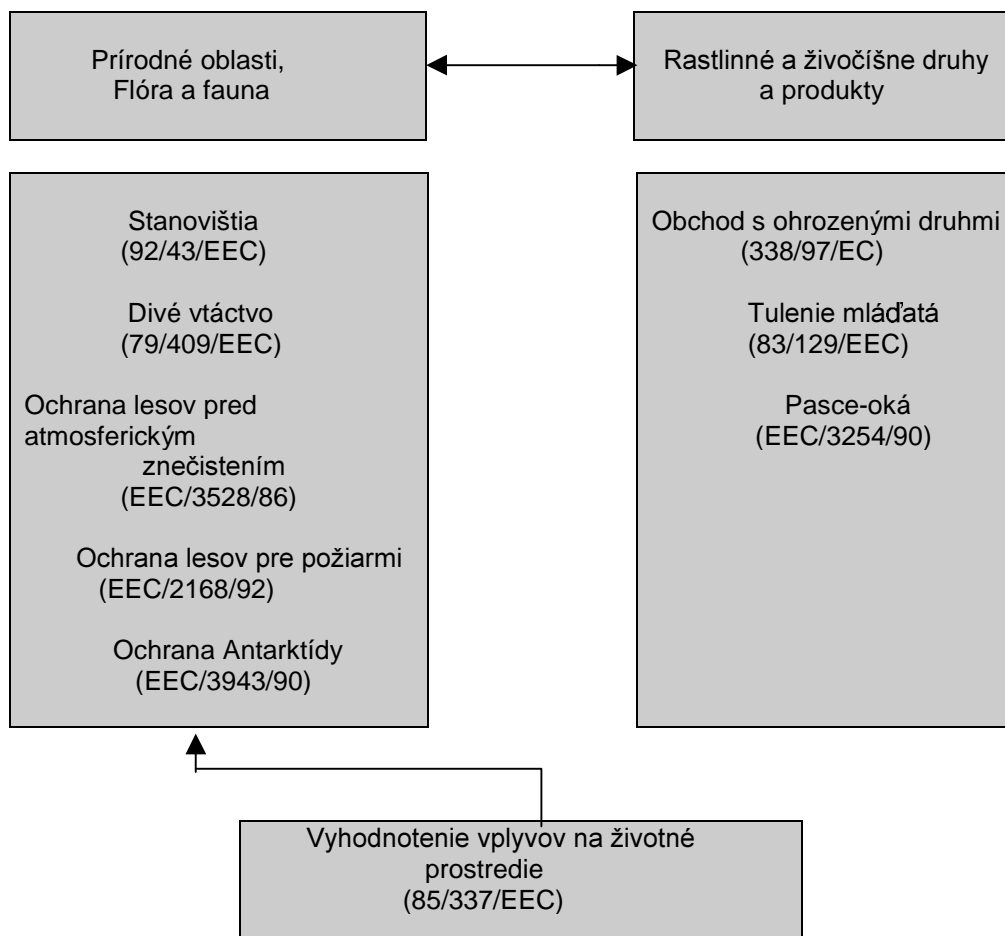 Prírodné oblasti,
Flóra a fauna
Rastlinné a živočíšne druhy
a produkty
Stanovištia
(92/43/EEC)
Divé vtáctvo
(79/409/EEC)
Ochrana lesov pred
atmosferickým
znečistením
(EEC/3528/86)
Ochrana lesov pre požiarmi
(EEC/2168/92)
Ochrana Antarktídy
(EEC/3943/90)
Obchod s ohrozenými druhmi
(338/97/EC)
Tulenie mláďatá
(83/129/EEC)
Pasce-oká
(EEC/3254/90)
Vyhodnotenie vplyvov na životné
prostredie
(85/337/EEC)